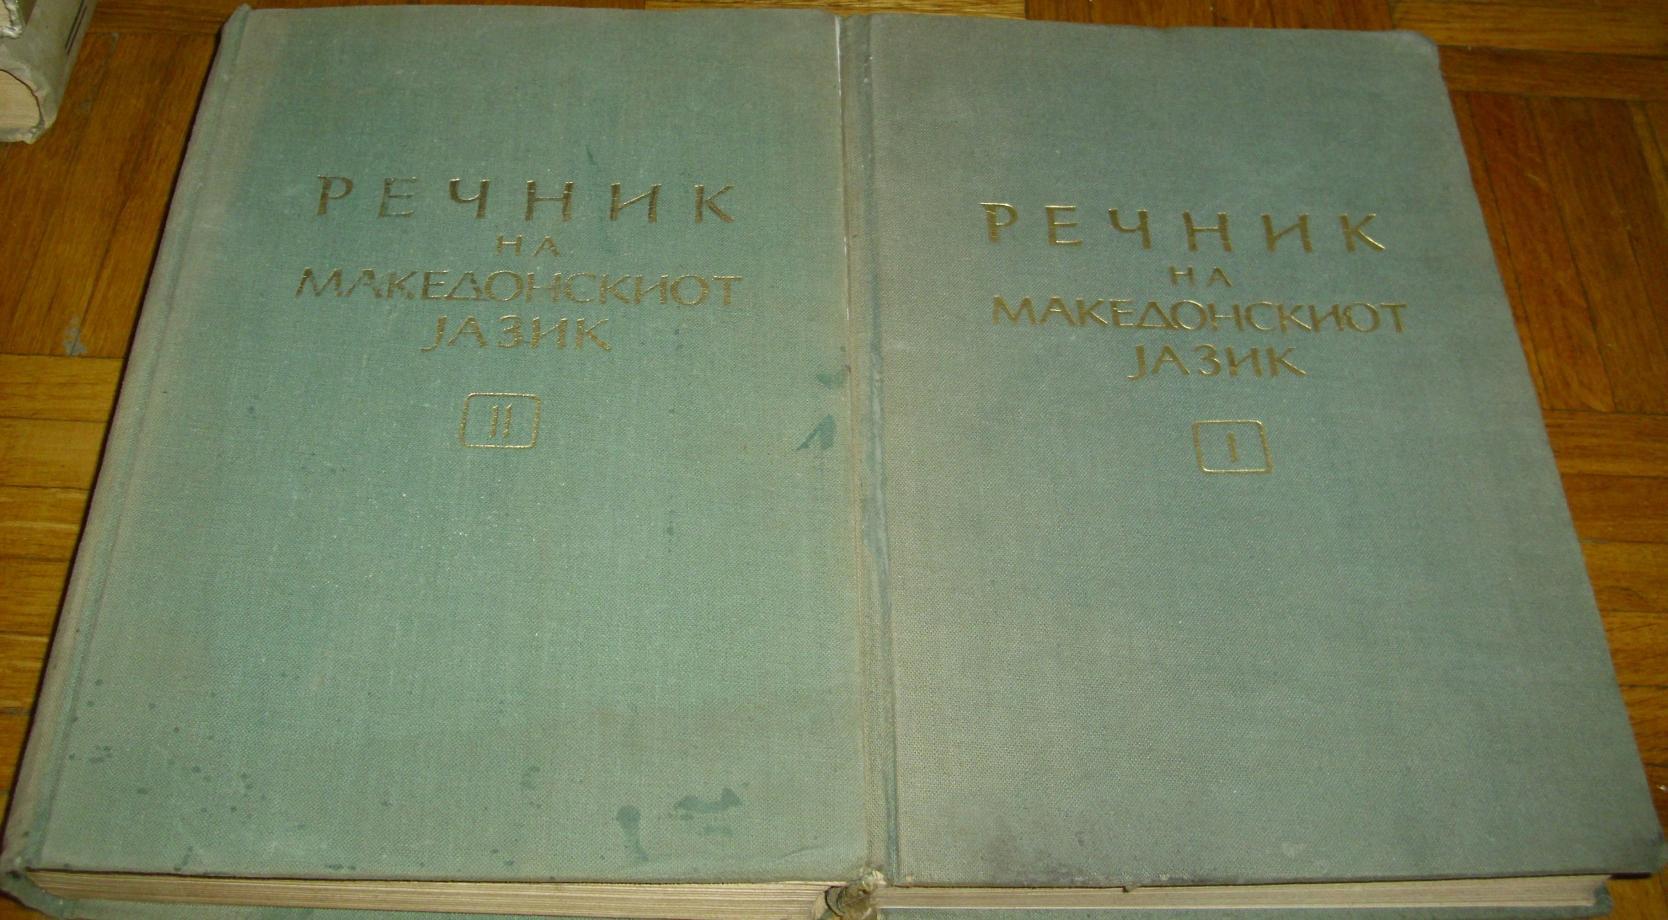 РЕЧНИК
НА
МАКЕДОНСКИОТ
ЈАЗИК
II
РЕЧНИК
НА
МАКЕДОНСКИОТ
ЈАЗИК
I